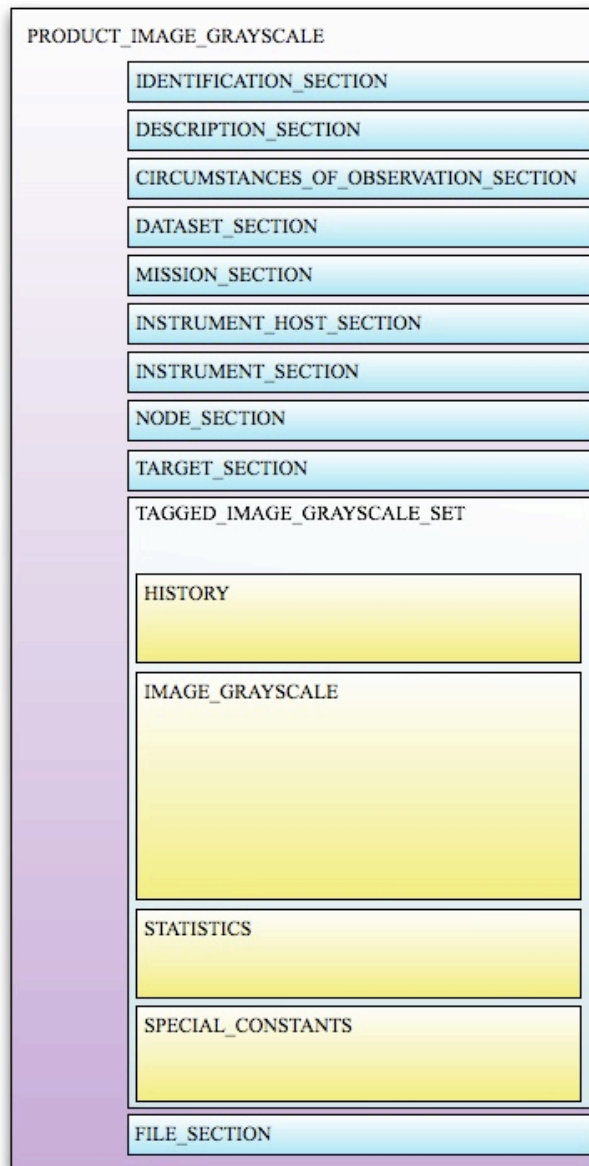 PRODUCT_IMAGE_GRAYSCALE
IDENTIFICATION_SECTION
DESCRIPTION_SECTION
CIRCUMSTANCES_OF_OBSERVATION_SECTION
DATASET_SECTION
MISSION_SECTION
INSTRUMENT_HOST_SECTION
INSTRUMENT_SECTION
NODE_SECTION
TARGET_SECTION
TAGGED_IMAGE_GRAYSCALE_SET
HISTORY
IMAGE_GRAYSCALE
STATISTICS
SPECIAL_CONSTANTS
FILE_SECTION